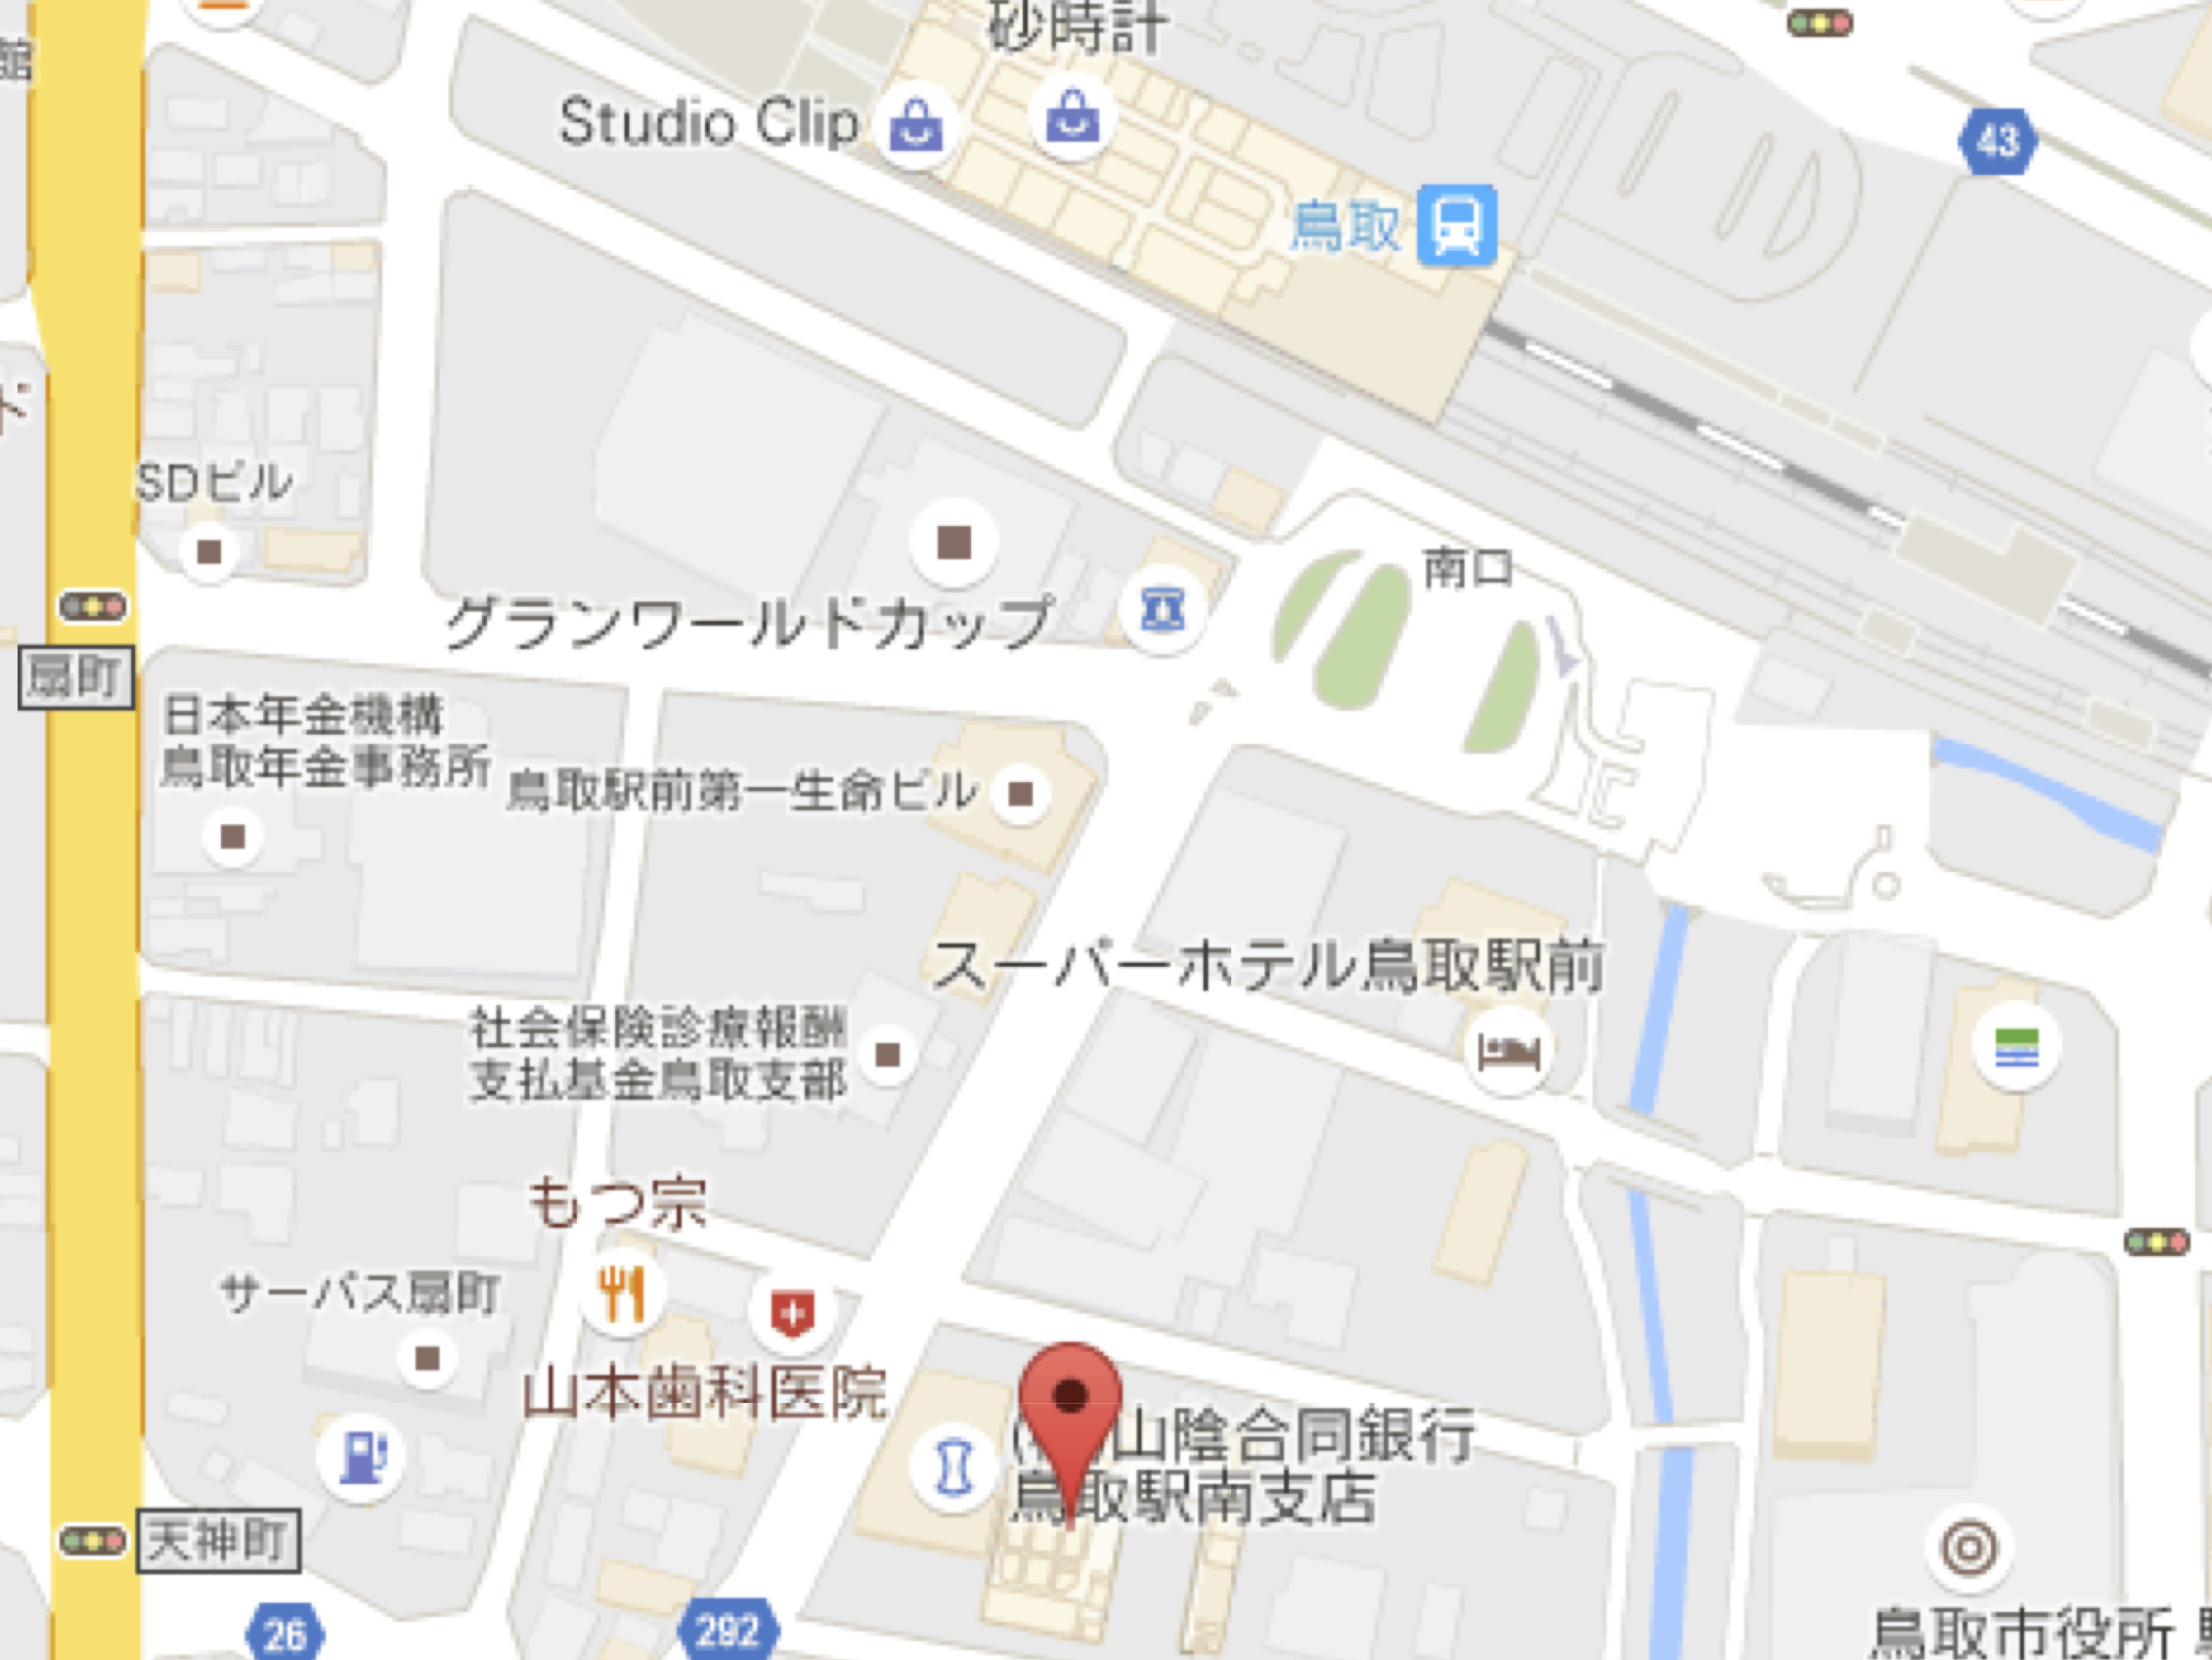 砂時計
館
Studio Clip
43
鳥取
ド
SDビル
南口
グランワールドカップ
扇町
日本年金機構
鳥取年金事務所
鳥取駅前第一生命ビル
スーパーホテル鳥取駅前
社会保険診療報酬
支払基金鳥取支部
もつ宗
サーバス扇町
山本歯科医院
山陰合同銀行
鳥取駅南支店
天神町
26
292
鳥取市役所